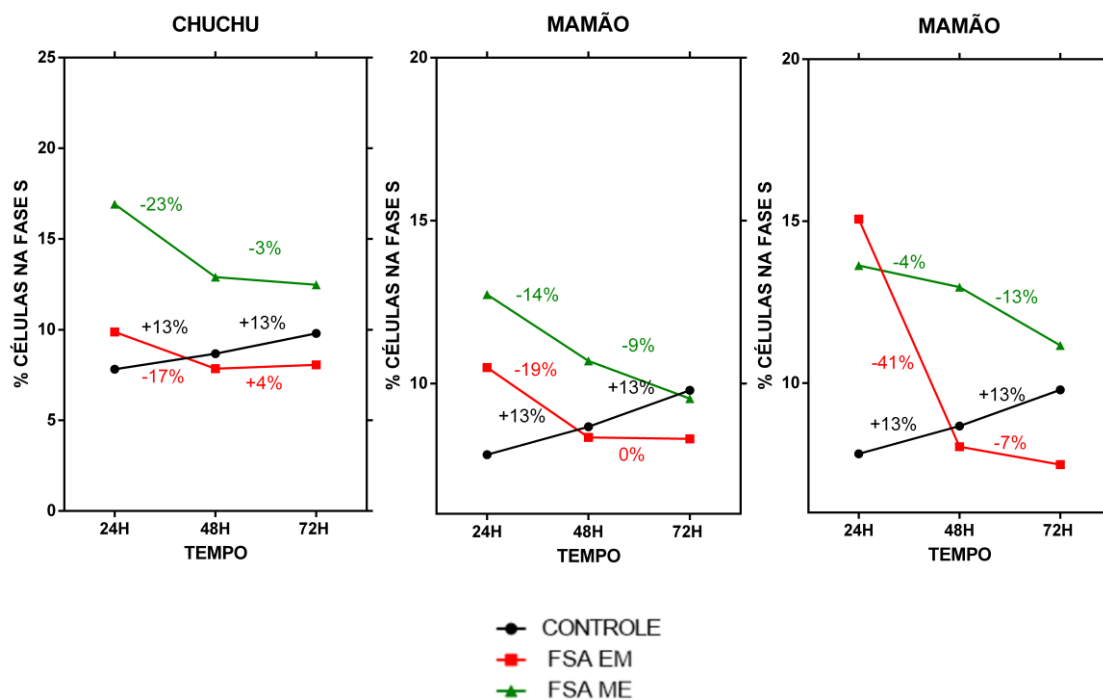 CHUCHU
% CÉLULAS NA FASE S
25
20
15
10
5
0
-23%
-3%
+13%
+13%
-17%
+4%
24H
48H
72H
TEMPO
MAMÃO
% CÉLULAS NA FASE S
20
15
10
-14%
-9%
-19%
+13%
+13%
0%
24H
48H
72H
TEMPO
MAMÃO
% CÉLULAS NA FASE S
20
15
10
-4%
-13%
-41%
+13%
+13%
-7%
24H
48H
72H
TEMPO
CONTROLE
FSA EM
FSA ME